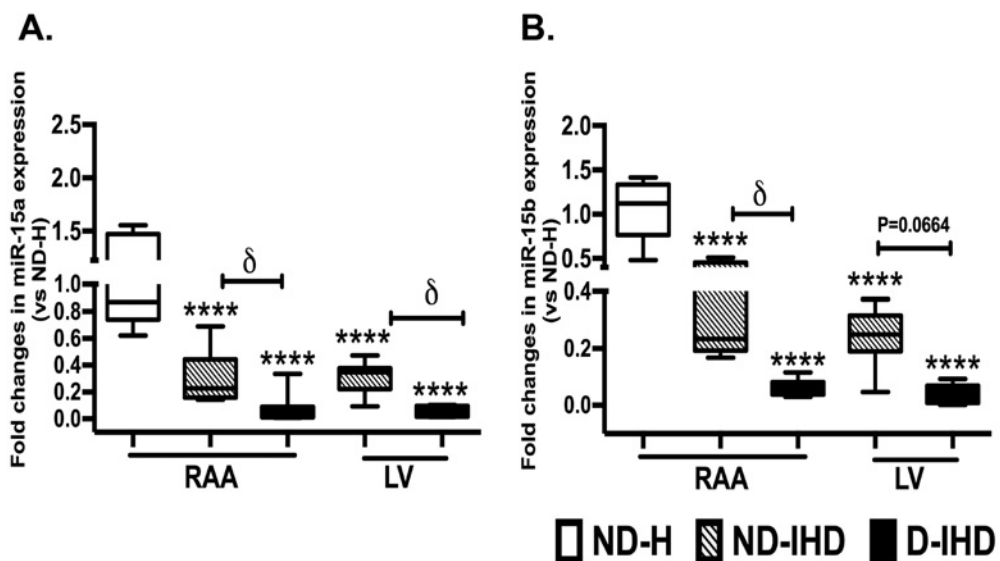 A.
Fold changes in miR-15a expression
(vs ND-H)
2.5
2.0
1.5
1.0
0.8
0.6
0.4
0.2
0.0
δ
δ
****
****
****
****
RAA
LV
B.
Fold changes in miR-15b expression
(vs ND-H)
2.0
1.5
1.0
0.5
0.4
0.2
0.0
δ
P=0.0664
****
****
****
****
RAA
LV
ND-H ND-IHD D-IHD